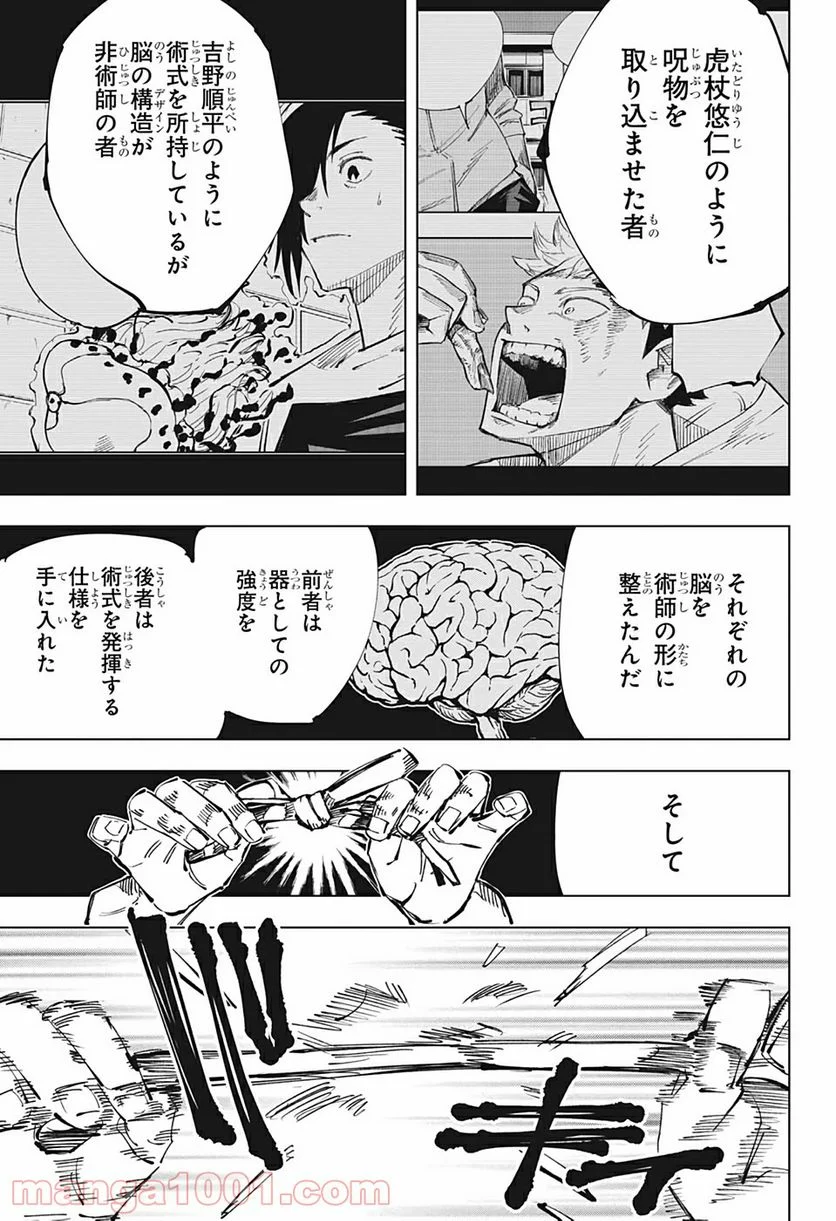 虎杖悠仁のように
呪物を
取り込ませた者
吉野順平のように
術式を所持しているが
脳の構造が
非術師の者
それぞれの
脳を
術師の形に
整えたんだ
前者は
器としての
強度を
後者は
術式を発揮する
仕様を
手に入れた
そして
manga1001.com